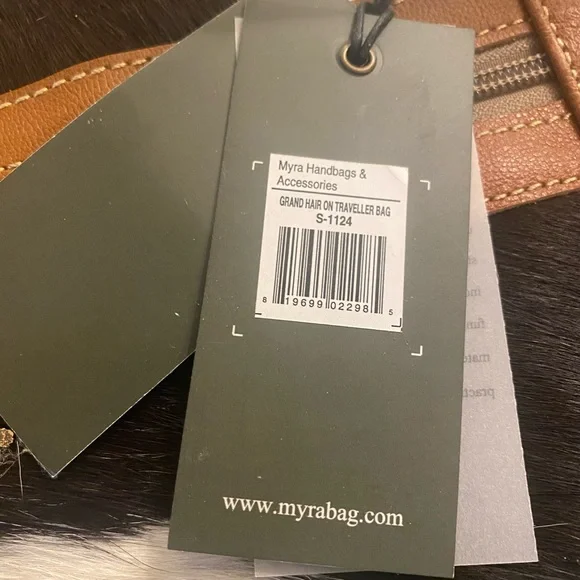 Myra Handbags &
Accessories
GRAND HAIR ON TRAVELLER BAG
S-1124
8 19699 02298 5
www.myrabag.com